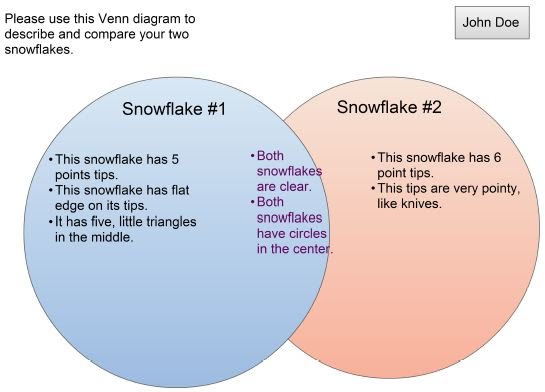 Please use this Venn diagram to
describe and compare your two
snowflakes.
John Doe
Snowflake #1
• This snowflake has 5
points tips.
• This snowflake has flat
edge on its tips.
• It has five, little triangles
in the middle.
• Both
snowflakes
are clear.
• Both
snowflakes
have circles
in the center.
Snowflake #2
• This snowflake has 6
point tips.
• This tips are very pointy,
like knives.